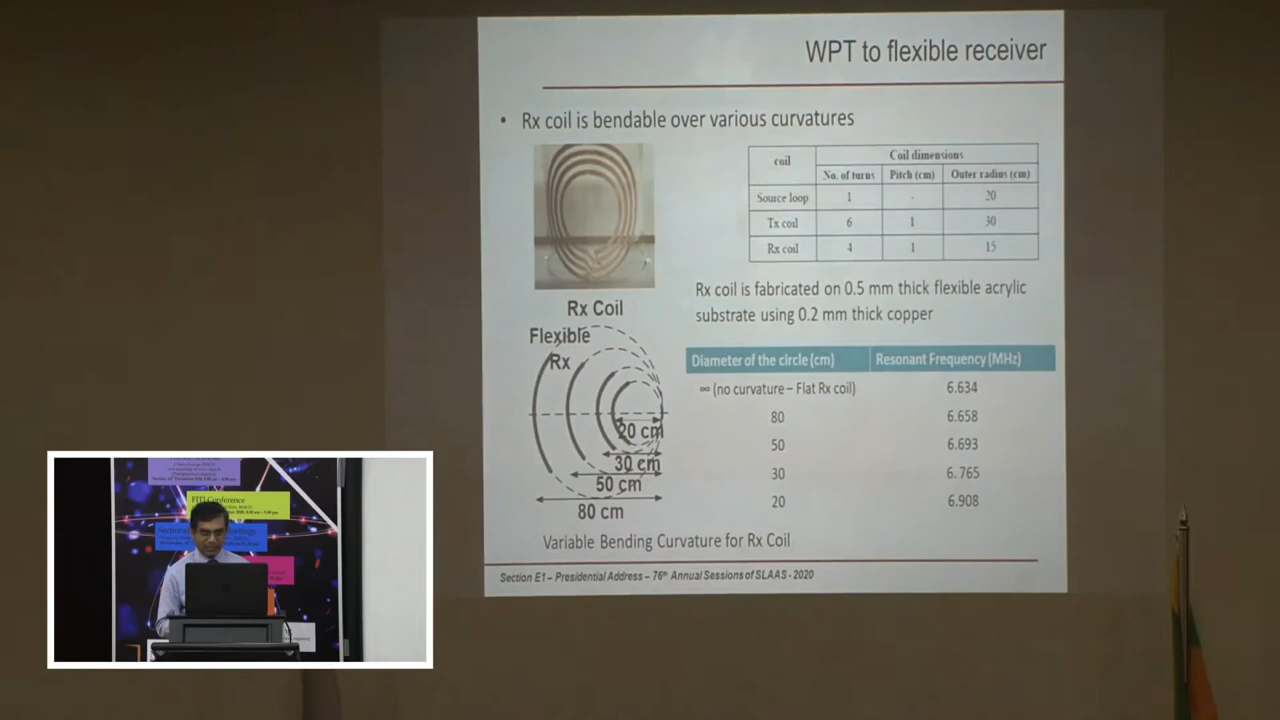 WPT to flexible receiver
• Rx coil is bendable over various curvatures
coil
Coil dimensions
No. of turns Pitch (cm) Outer radius (cm)
Source loop 1 - 20
Tx coil 6 1 30
Rx coil 4 1 15
Rx Coil
Rx coil is fabricated on 0.5 mm thick flexible acrylic
substrate using 0.2 mm thick copper
Flexible
Rx
20 cm
30 cm
50 cm
80 cm
Variable Bending Curvature for Rx Coil
Diameter of the circle (cm) Resonant Frequency (MHz)
∞ (no curvature – Flat Rx coil) 6.634
80 6.658
50 6.693
30 6. 765
20 6.908
Section E1 – Presidential Address – 76th Annual Sessions of SLAAS - 2020
FITI Conference